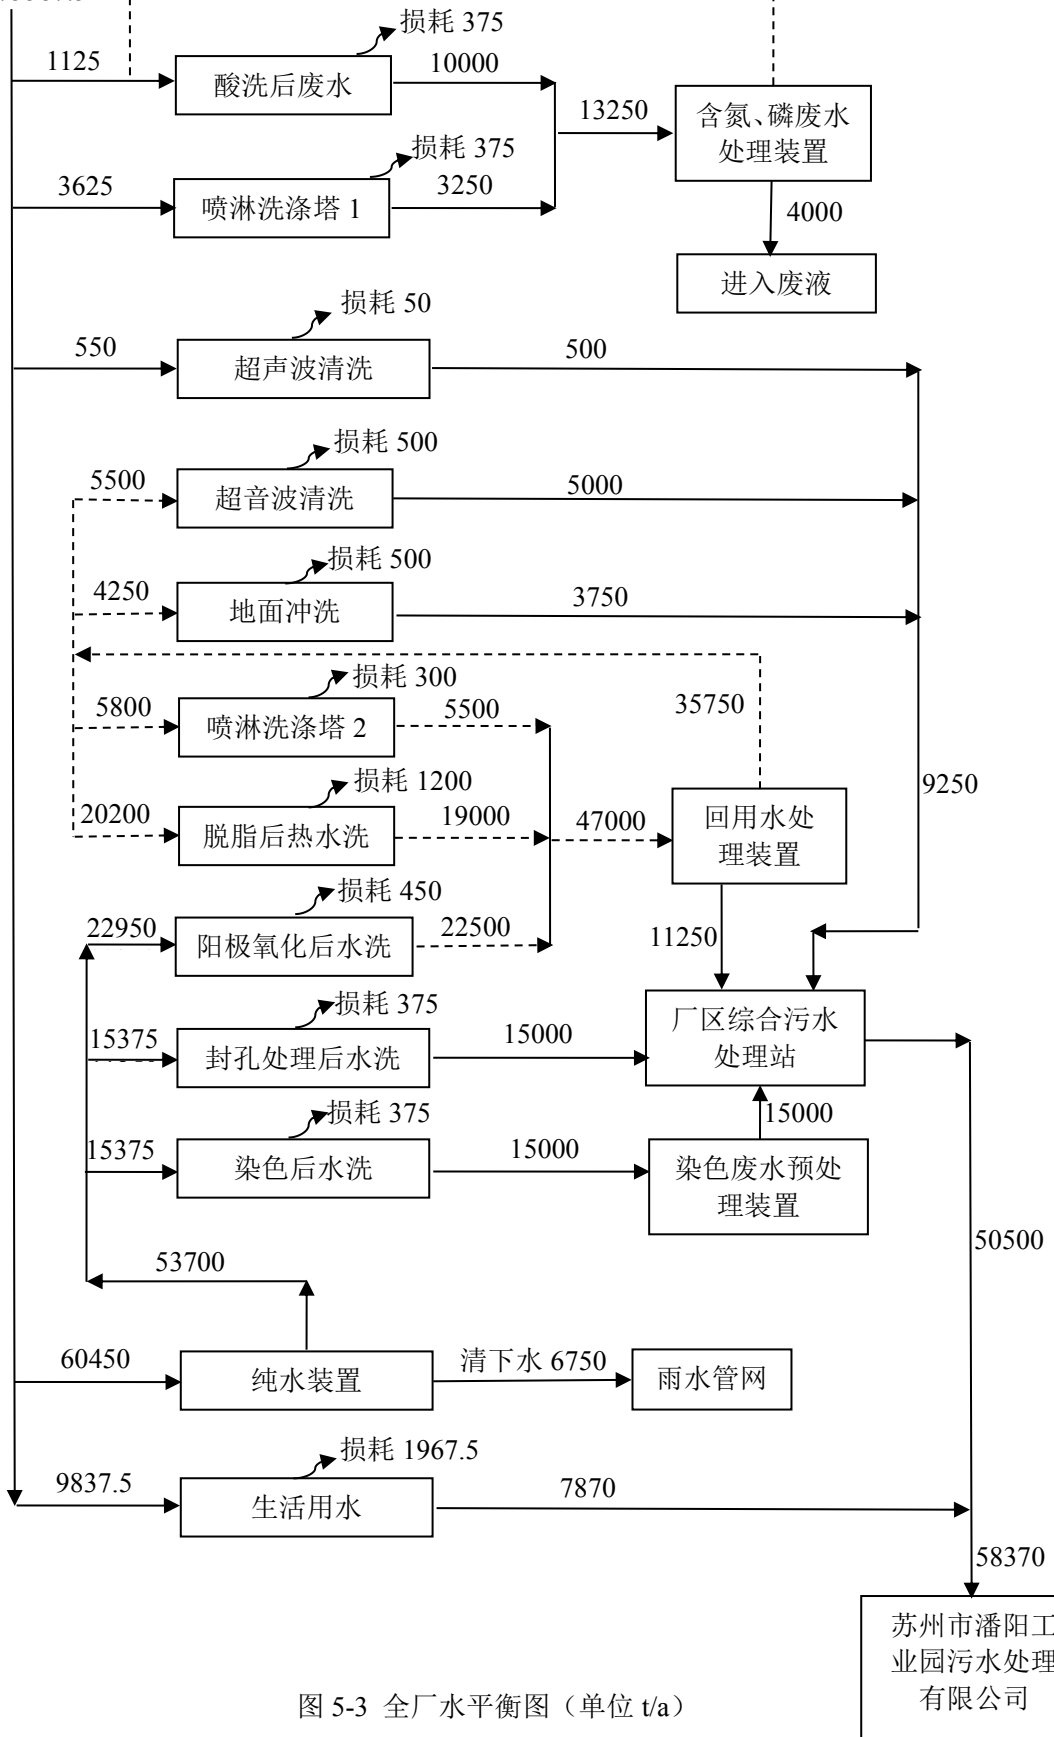 损耗 375
1125
酸洗后废水
10000
13250
含氮、磷废水
处理装置
损耗 375
3625
喷淋洗涤塔 1
3250
4000
进入废液
损耗 50
550
超声波清洗
500
损耗 500
5500
超音波清洗
5000
损耗 500
4250
地面冲洗
3750
损耗 300
5800
喷淋洗涤塔 2
5500
35750
损耗 1200
20200
脱脂后热水洗
19000
47000
回用水处
理装置
9250
损耗 450
22950
阳极氧化后水洗
22500
11250
损耗 375
15375
封孔处理后水洗
15000
厂区综合污水
处理站
损耗 375
15375
染色后水洗
15000
15000
染色废水预处
理装置
50500
53700
60450
纯水装置
清下水 6750
雨水管网
损耗 1967.5
9837.5
生活用水
7870
58370
苏州市潘阳工
业园污水处理
有限公司
图 5-3 全厂水平衡图（单位 t/a）